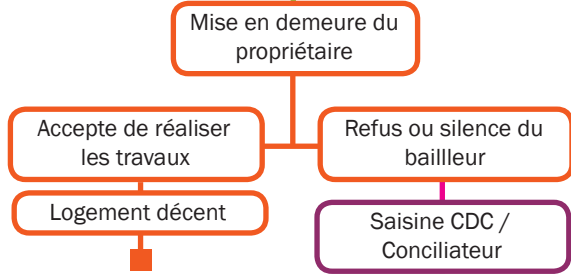 Mise en demeure du
propriétaire
Accepte de réaliser
les travaux
Refus ou silence du
baillleur
Logement décent
Saisine CDC /
Conciliateur